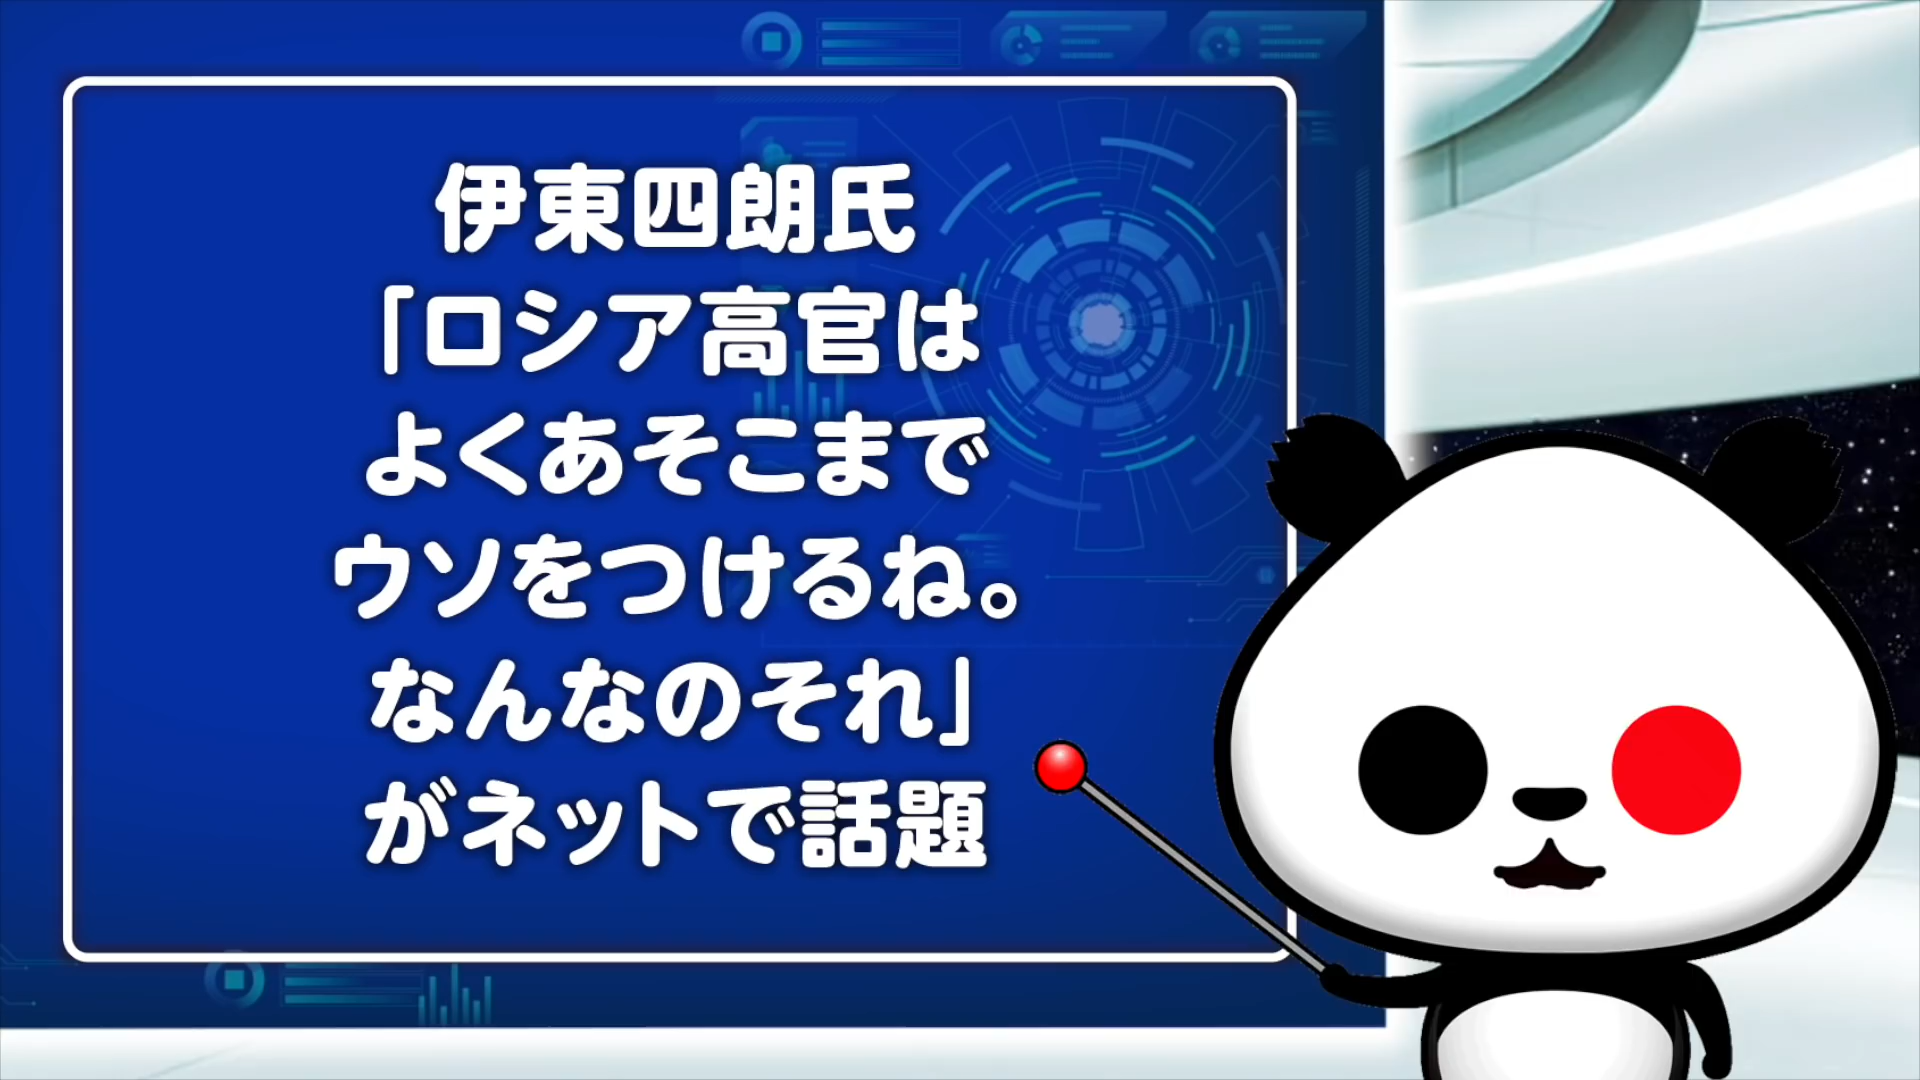 伊東四朗氏
「ロシア高官は
よくあそこまで
ウソをつけるね。
なんなのそれ」
がネットで話題